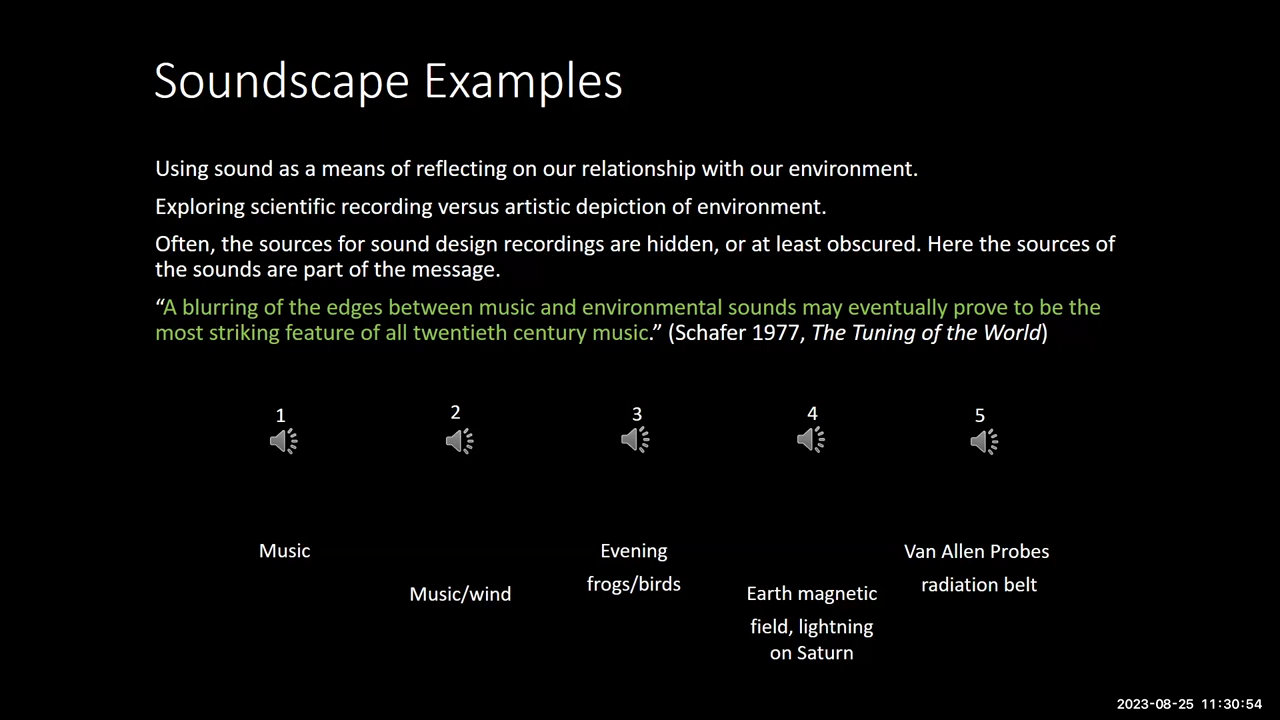 Soundscape Examples
Using sound as a means of reflecting on our relationship with our environment.
Exploring scientific recording versus artistic depiction of environment.
Often, the sources for sound design recordings are hidden, or at least obscured. Here the sources of
the sounds are part of the message.
“A blurring of the edges between music and environmental sounds may eventually prove to be the
most striking feature of all twentieth century music.” (Schafer 1977, The Tuning of the World)
1
2
3
4
5
Music
Music/wind
Evening
frogs/birds
Earth magnetic
field, lightning
on Saturn
Van Allen Probes
radiation belt
2023-08-25 11:30:54